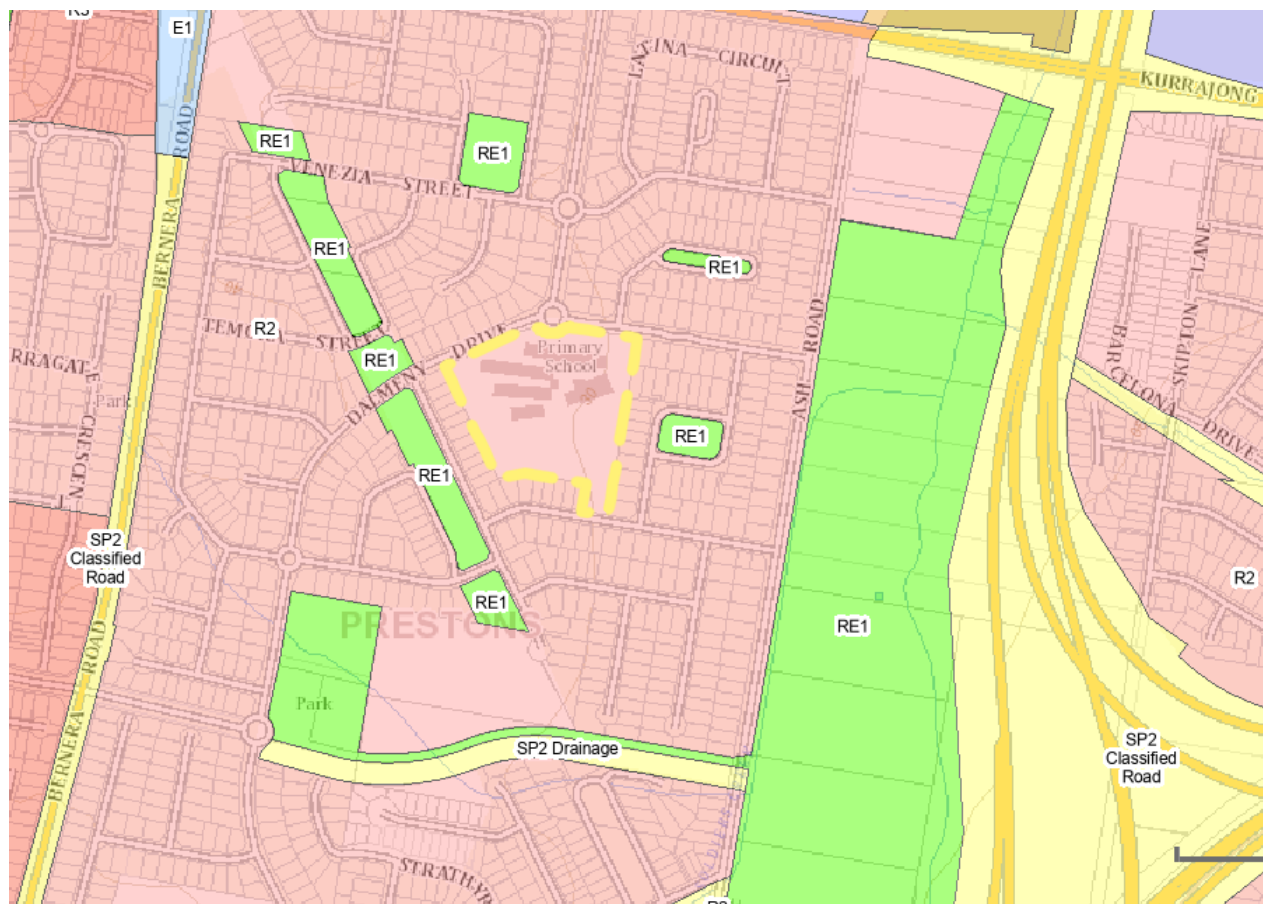 R3
E1
LASINA CIRCUIT
KURRAJONG
ROAD
RE1
RE1
VENEZIA STREET
RE1
RE1
BERNERA
SKIPTON LANE
TEMORA STREET
R2
DALMENY DRIVE
Primary
School
ROAD
BARCELONA DRIVE
RRAGATE CRESCEN
Park
RE1
ASH
RE1
RE1
SP2
Classified
Road
R2
RE1
RE1
PRESTONS
ROAD
BERNERA
Park
SP2 Drainage
SP2
Classified
Road
STRATH